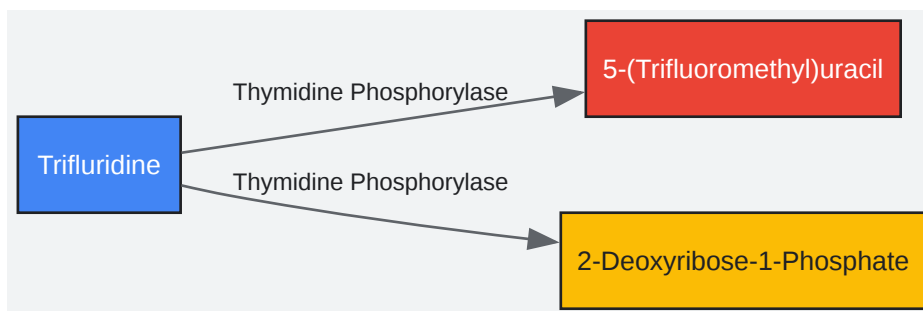 5-(Trifluoromethyl)uracil
Thymidine Phosphorylase
Trifluridine
Thymidine Phosphorylase
2-Deoxyribose-1-Phosphate